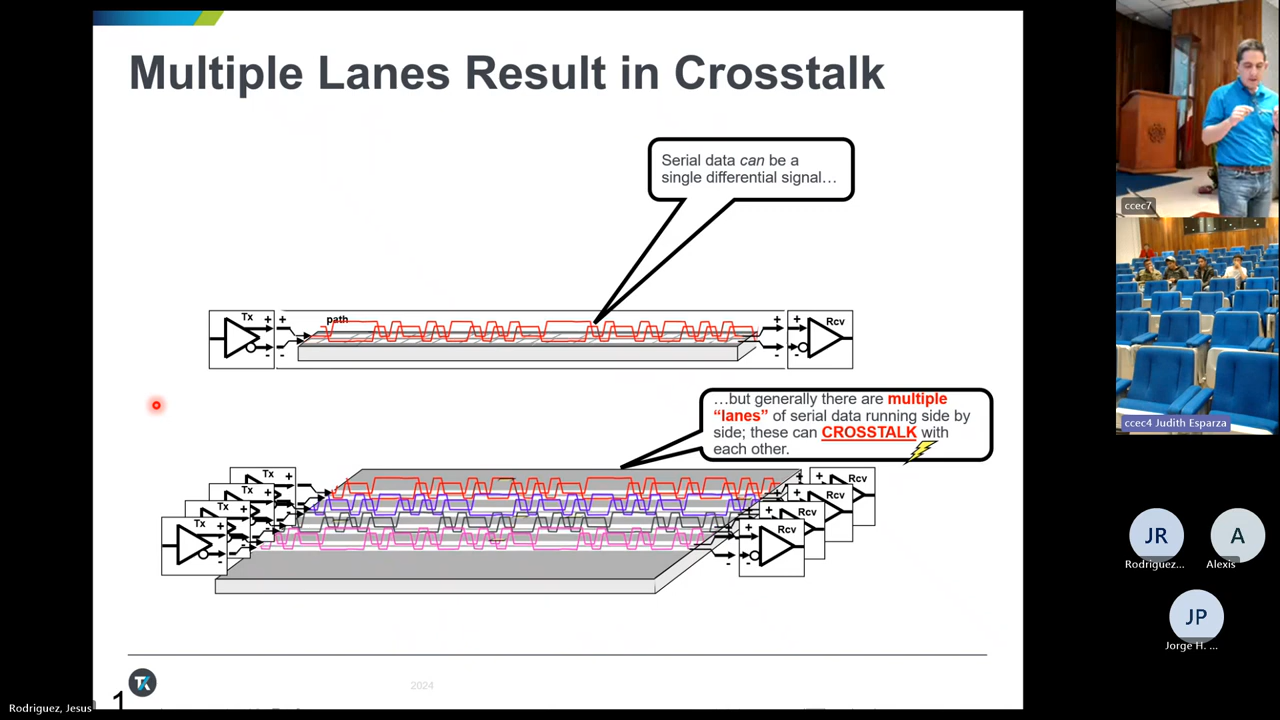 Multiple Lanes Result in Crosstalk
Serial data can be a
single differential signal…
Tx + +
- -
path
+ +
- -
Rcv
…but generally there are multiple
“lanes” of serial data running side by
side; these can CROSSTALK with
each other.
Tx +
Tx +
Tx +
Tx + +
- -
+ Rcv
+ Rcv
+ Rcv
+ + Rcv
- -
2024
1
Rodriguez, Jesus
ccec7
ccec4 Judith Esparza
JR
Rodriguez...
A
Alexis
JP
Jorge H. ...